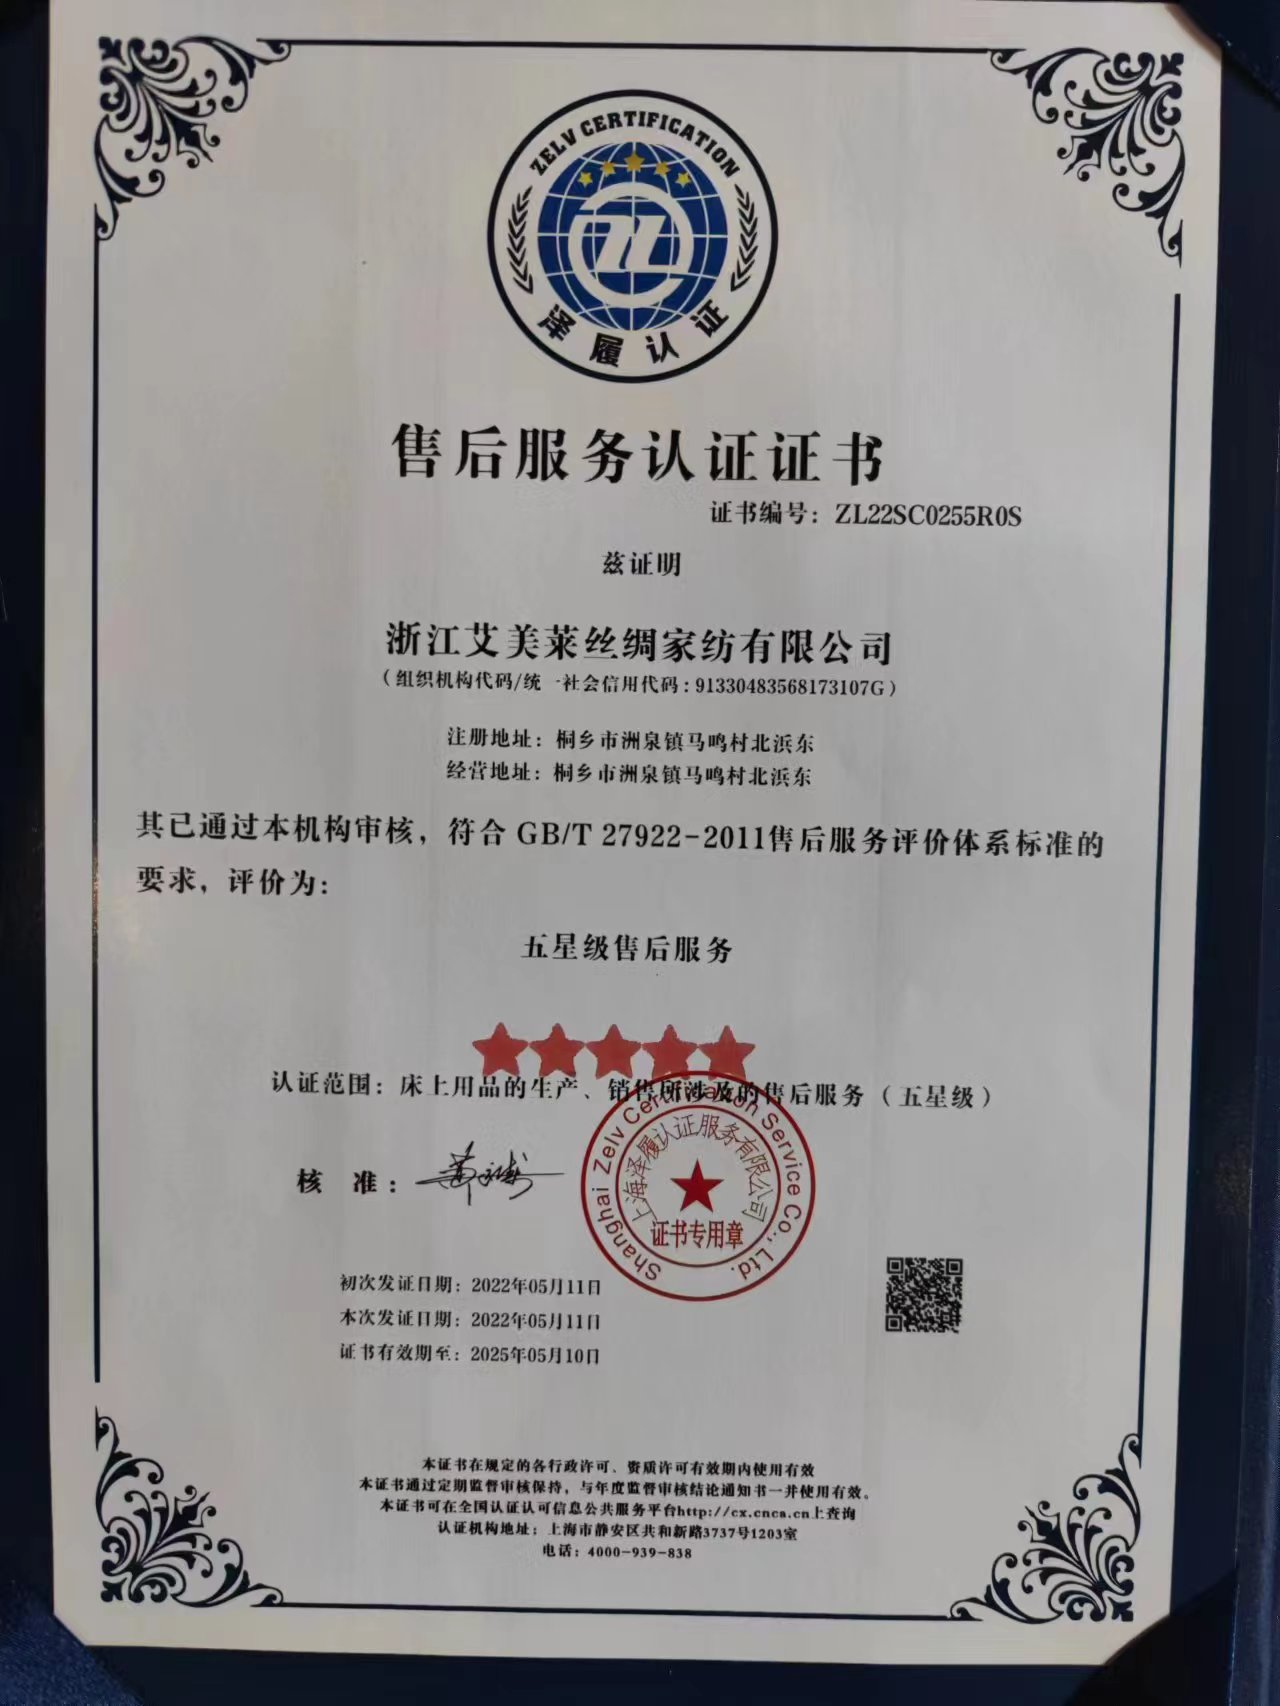 ZELV CERTIFICATION
ZL
泽履认证
售后服务认证证书
证书编号：ZL22SC0255R0S
兹证明
浙江艾美莱丝绸家纺有限公司
（组织机构代码/统一社会信用代码：91330483568173107G）
注册地址：桐乡市洲泉镇马鸣村北浜东
经营地址：桐乡市洲泉镇马鸣村北浜东
其已通过本机构审核，符合 GB/T 27922-2011售后服务评价体系标准的
要求，评价为：
五星级售后服务
认证范围：床上用品的生产、销售所涉及的售后服务（五星级）
核 准：
Shanghai Zelv Certification Service Co., Ltd.
上海泽履认证服务有限公司
证书专用章
初次发证日期：2022年05月11日
本次发证日期：2022年05月11日
证书有效期至：2025年05月10日
本证书在规定的各行政许可、资质许可有效期内使用有效
本证书通过定期监督审核保持，与年度监督审核结论通知书一并使用有效。
本证书可在全国认证认可信息公共服务平台http://cx.cnca.cn上查询
认证机构地址：上海市静安区共和新路3737号1203室
电话：4000-939-838